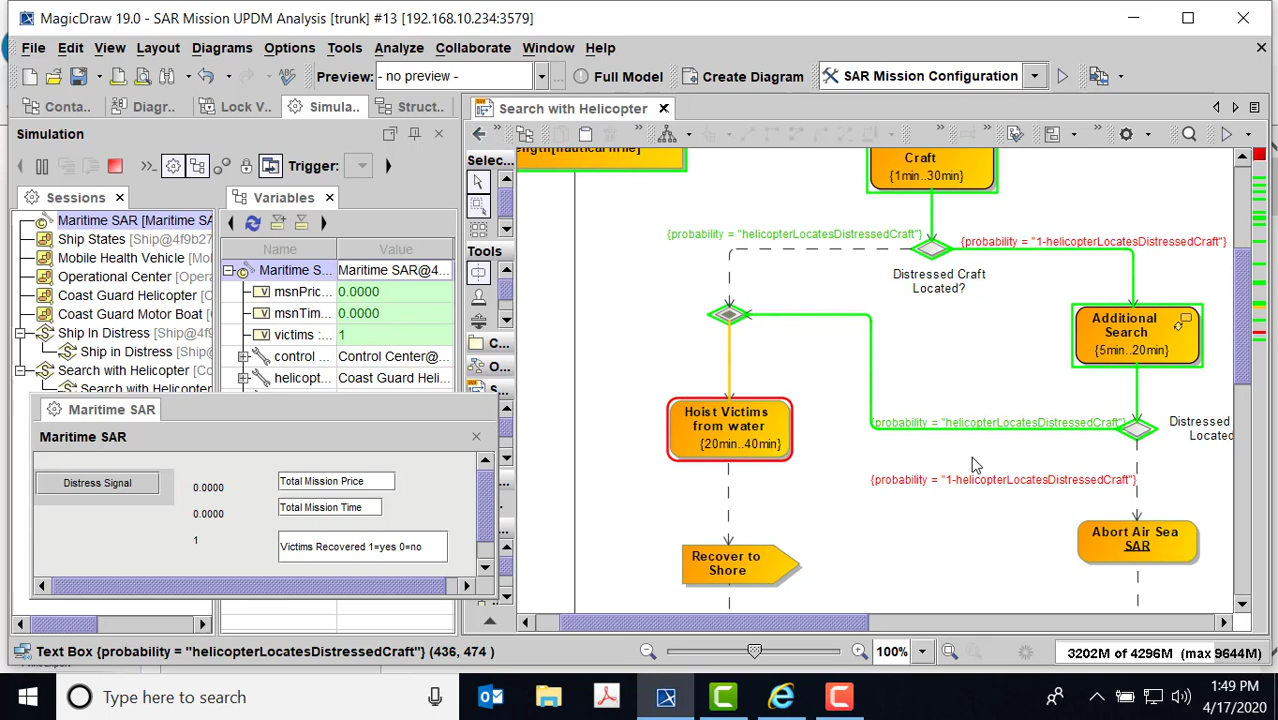 MagicDraw 19.0 - SAR Mission UPDM Analysis [trunk] #13 [192.168.10.234:3579]
File Edit View Layout Diagrams Options Tools Analyze Collaborate Window Help
Preview: - no preview - Full Model Create Diagram SAR Mission Configuration
Conta.. Diagr... Lock V.. Simula.. Struct..
Search with Helicopter
Simulation
Trigger:
Sessions
Variables
Maritime SAR [Maritime SA
Ship States [Ship@4f9b27
Mobile Health Vehicle [
Operational Center [
Coast Guard Helicopter [
Coast Guard Motor Boat [
Ship In Distress [
Ship in Distress [
Search with Helicopter [
Search with Helicopter [
Name Value
Maritime S... Maritime SAR@4...
msnPric... 0.0000
msnTim... 0.0000
victims : 1
control ... Control Center@...
helicopt... Coast Guard Heli...
Maritime SAR
Maritime SAR
Distress Signal
0.0000 Total Mission Price
0.0000 Total Mission Time
1 Victims Recovered 1=yes 0=no
Selec...
Tools
C...
O...
S...
Craft
{1min..30min}
{probability = "helicopterLocatesDistressedCraft"}
{probability = "1-helicopterLocatesDistressedCraft"}
Distressed Craft
Located?
Additional
Search
{5min..20min}
Hoist Victims
from water
{20min..40min}
{probability = "helicopterLocatesDistressedCraft"}
Distressed
Located
{probability = "1-helicopterLocatesDistressedCraft"}
Recover to
Shore
Abort Air Sea
SAR
Text Box {probability = "helicopterLocatesDistressedCraft"} (436, 474 )
100%
3202M of 4296M (max 9644M)
Type here to search
1:49 PM
4/17/2020